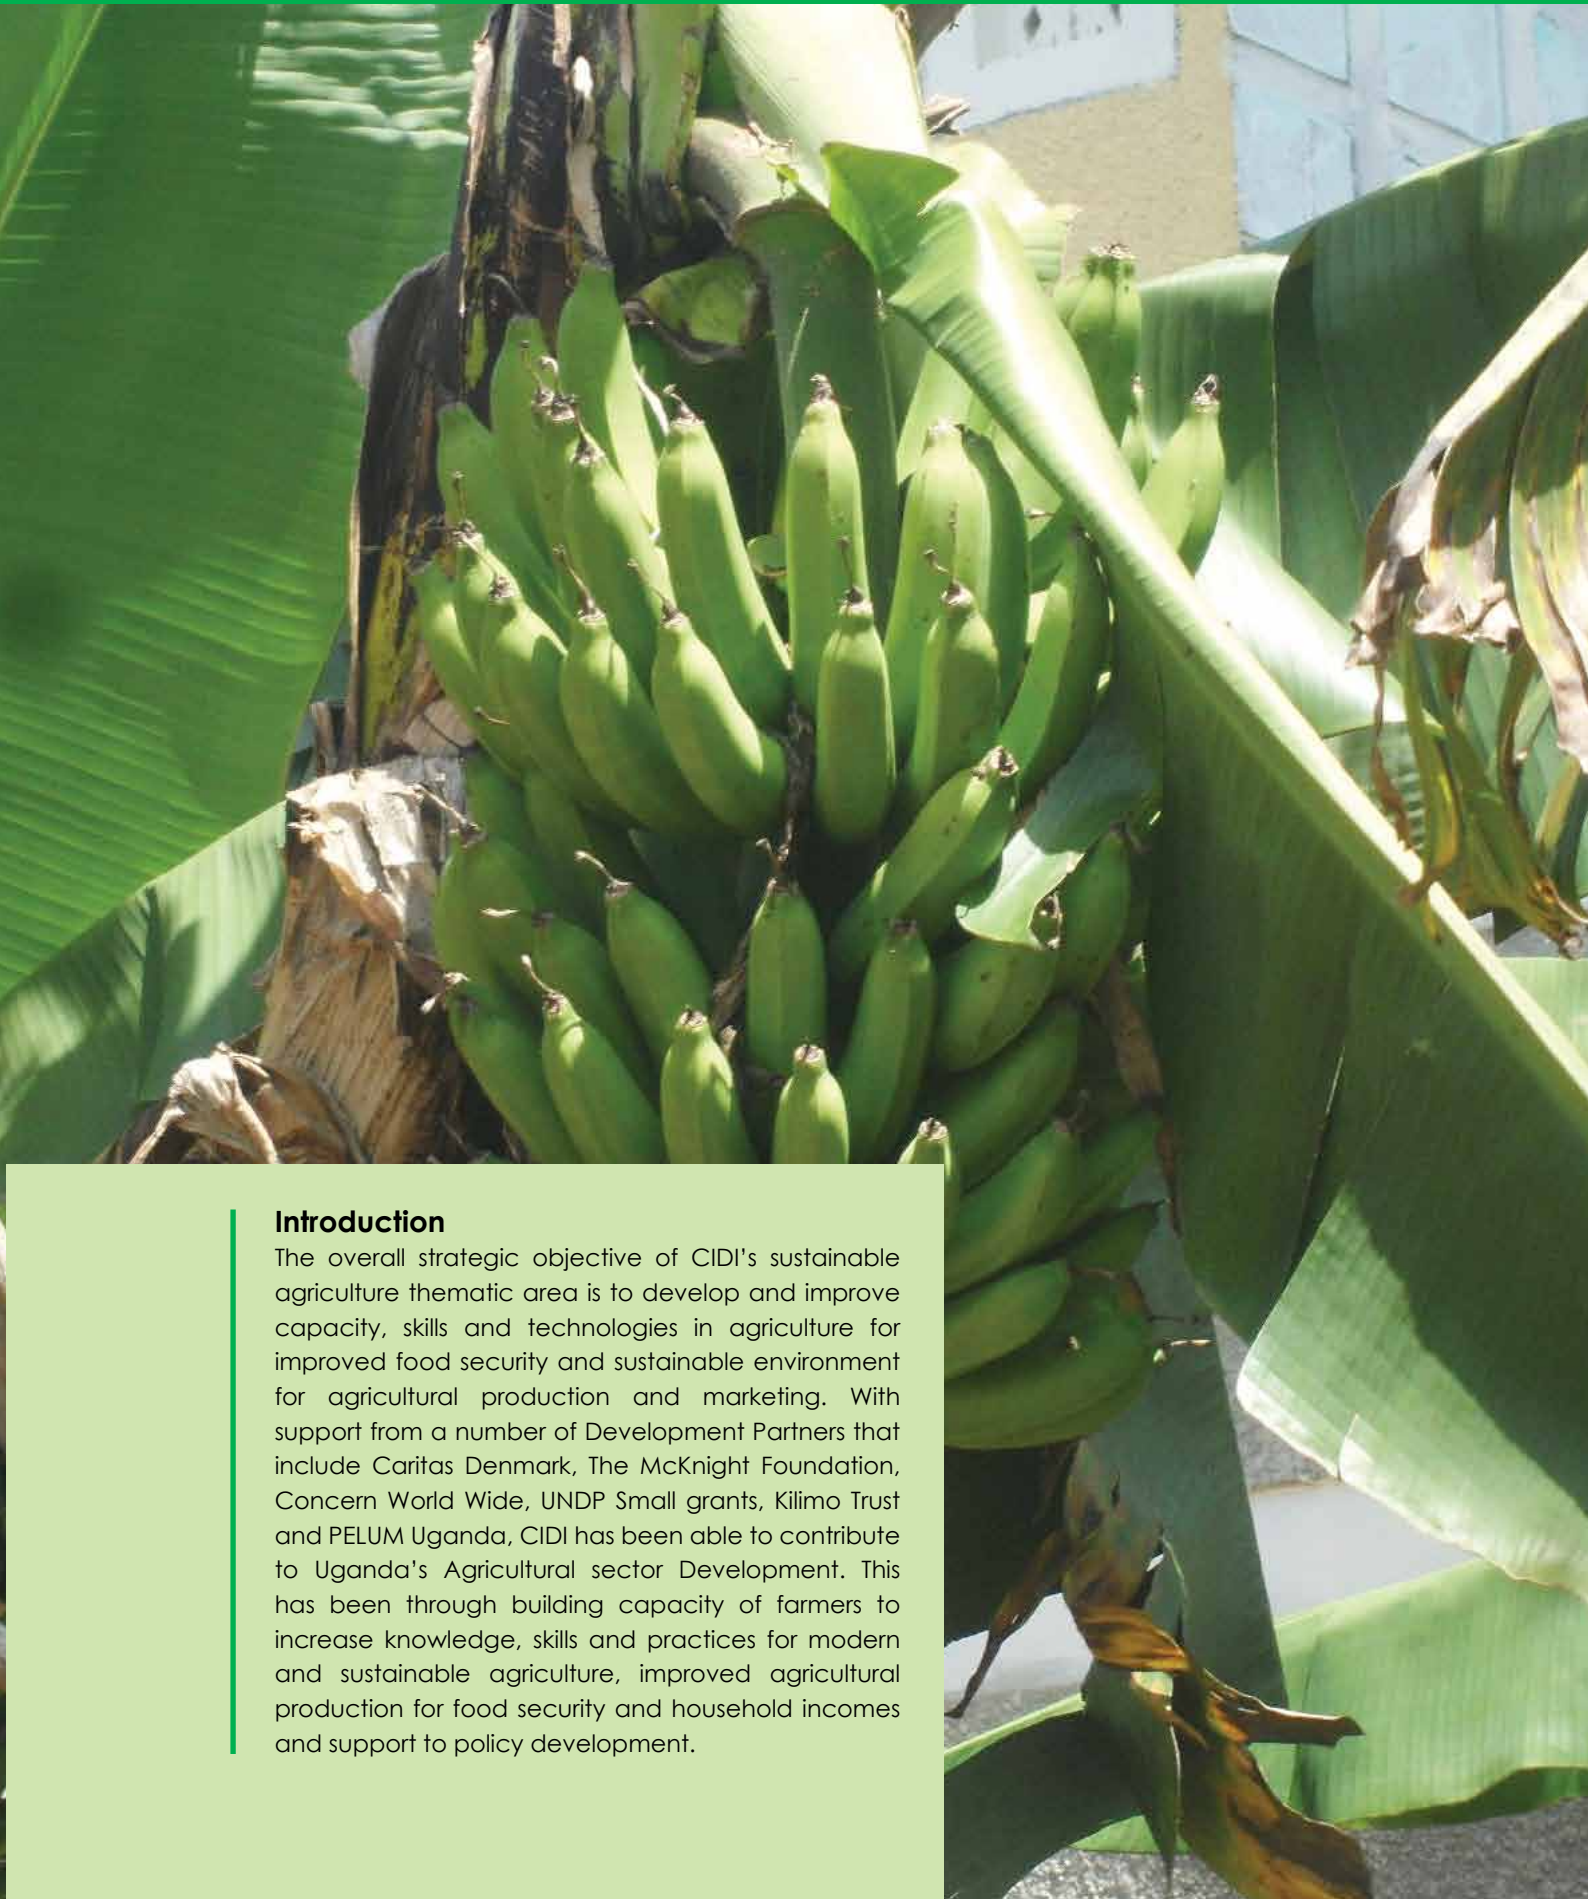 Introduction
The overall strategic objective of CIDI's sustainable
agriculture thematic area is to develop and improve
capacity, skills and technologies in agriculture for
improved food security and sustainable environment
for agricultural production and marketing. With
support from a number of Development Partners that
include Caritas Denmark, The McKnight Foundation,
Concern World Wide, UNDP Small grants, Kilimo Trust
and PELUM Uganda, CIDI has been able to contribute
to Uganda's Agricultural sector Development. This
has been through building capacity of farmers to
increase knowledge, skills and practices for modern
and sustainable agriculture, improved agricultural
production for food security and household incomes
and support to policy development.